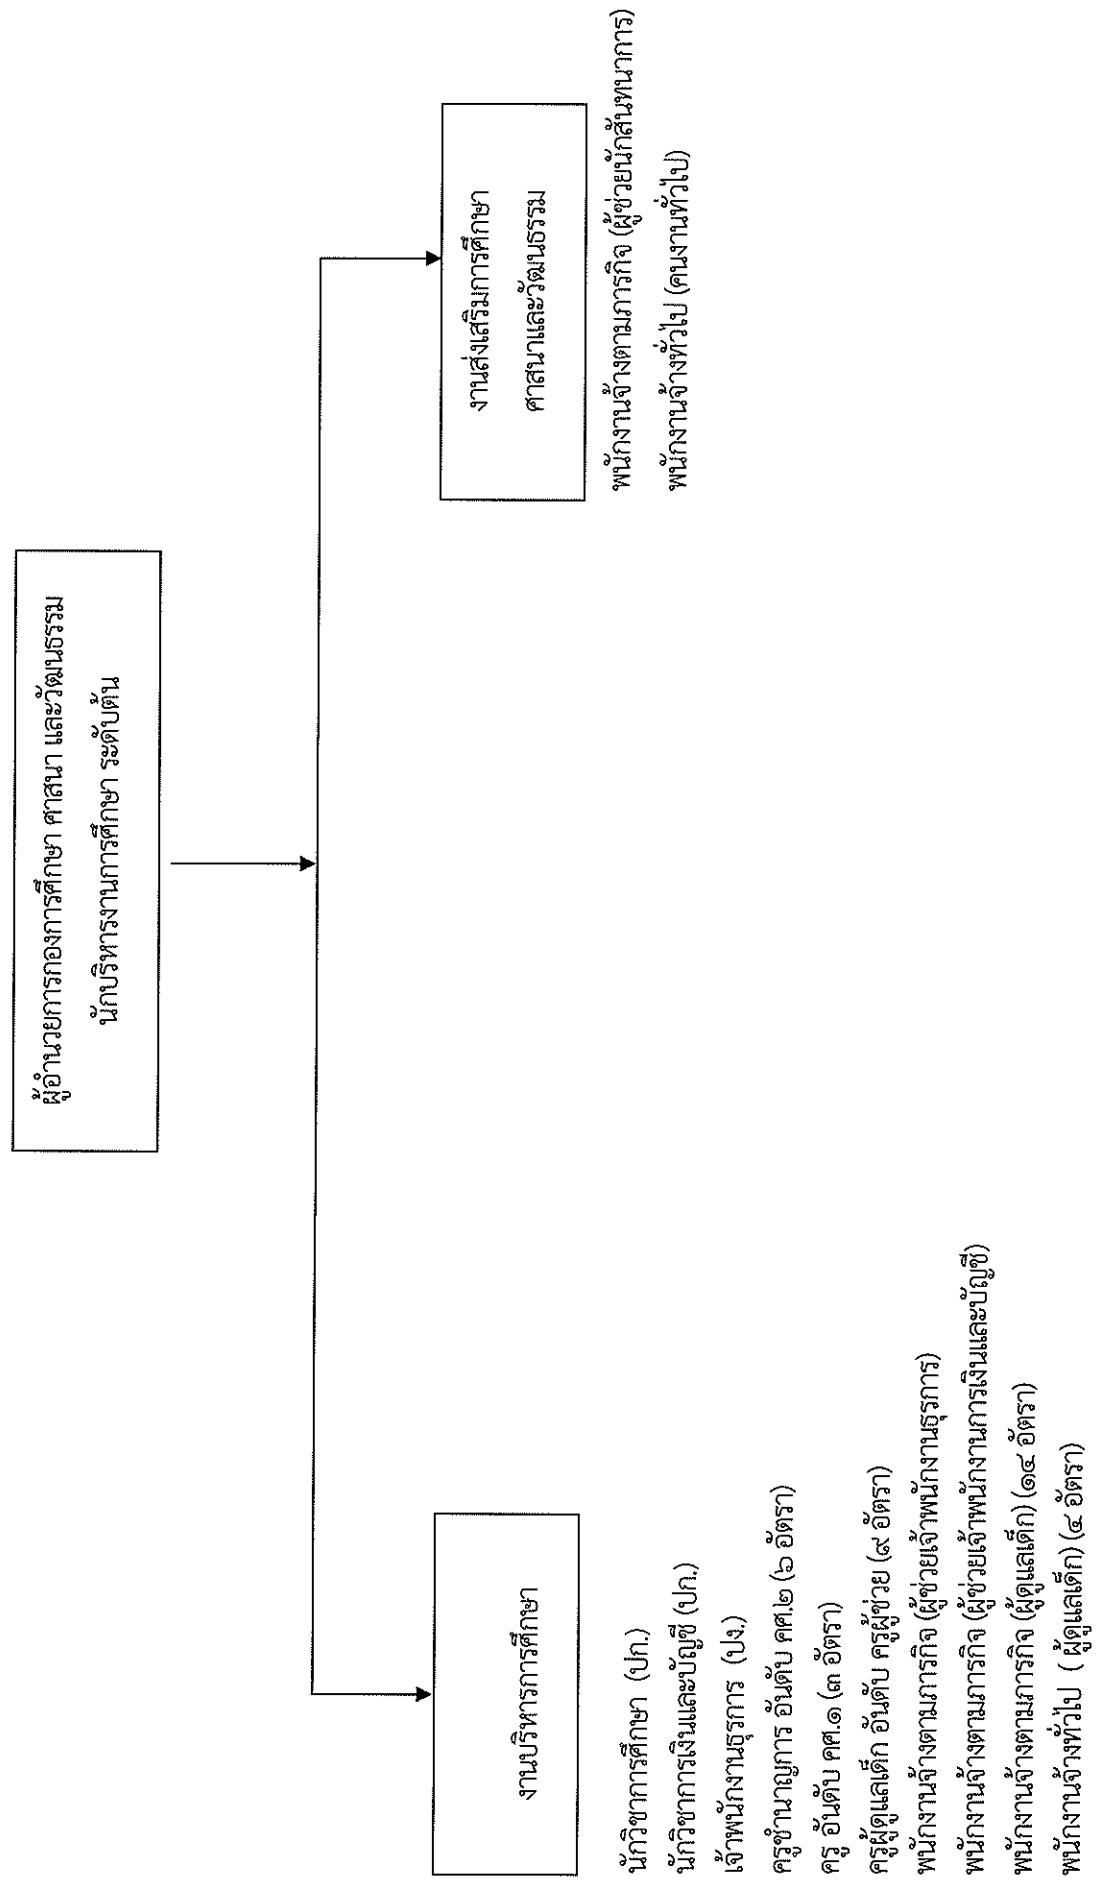 ผู้อำนวยการกองการศึกษา ศาสนา และวัฒนธรรม
นักบริหารงานการศึกษา ระดับต้น
งานบริหารการศึกษา
นักวิชาการศึกษา (ปก.)
นักวิชาการเงินและบัญชี (ปก.)
เจ้าพนักงานธุรการ (ปง.)
ครูชำนาญการ อันดับ คศ.๒ (๖ อัตรา)
ครู อันดับ คศ.๑ (๓ อัตรา)
ครูผู้ดูแลเด็ก อันดับ ครูผู้ช่วย (๙ อัตรา)
พนักงานจ้างตามภารกิจ (ผู้ช่วยเจ้าพนักงานธุรการ)
พนักงานจ้างตามภารกิจ (ผู้ช่วยเจ้าพนักงานการเงินและบัญชี)
พนักงานจ้างตามภารกิจ (ผู้ดูแลเด็ก) (๑๔ อัตรา)
พนักงานจ้างทั่วไป ( ผู้ดูแลเด็ก) (๔ อัตรา)
งานส่งเสริมการศึกษา
ศาสนาและวัฒนธรรม
พนักงานจ้างตามภารกิจ (ผู้ช่วยนักสันทนาการ)
พนักงานจ้างทั่วไป (คนงานทั่วไป)